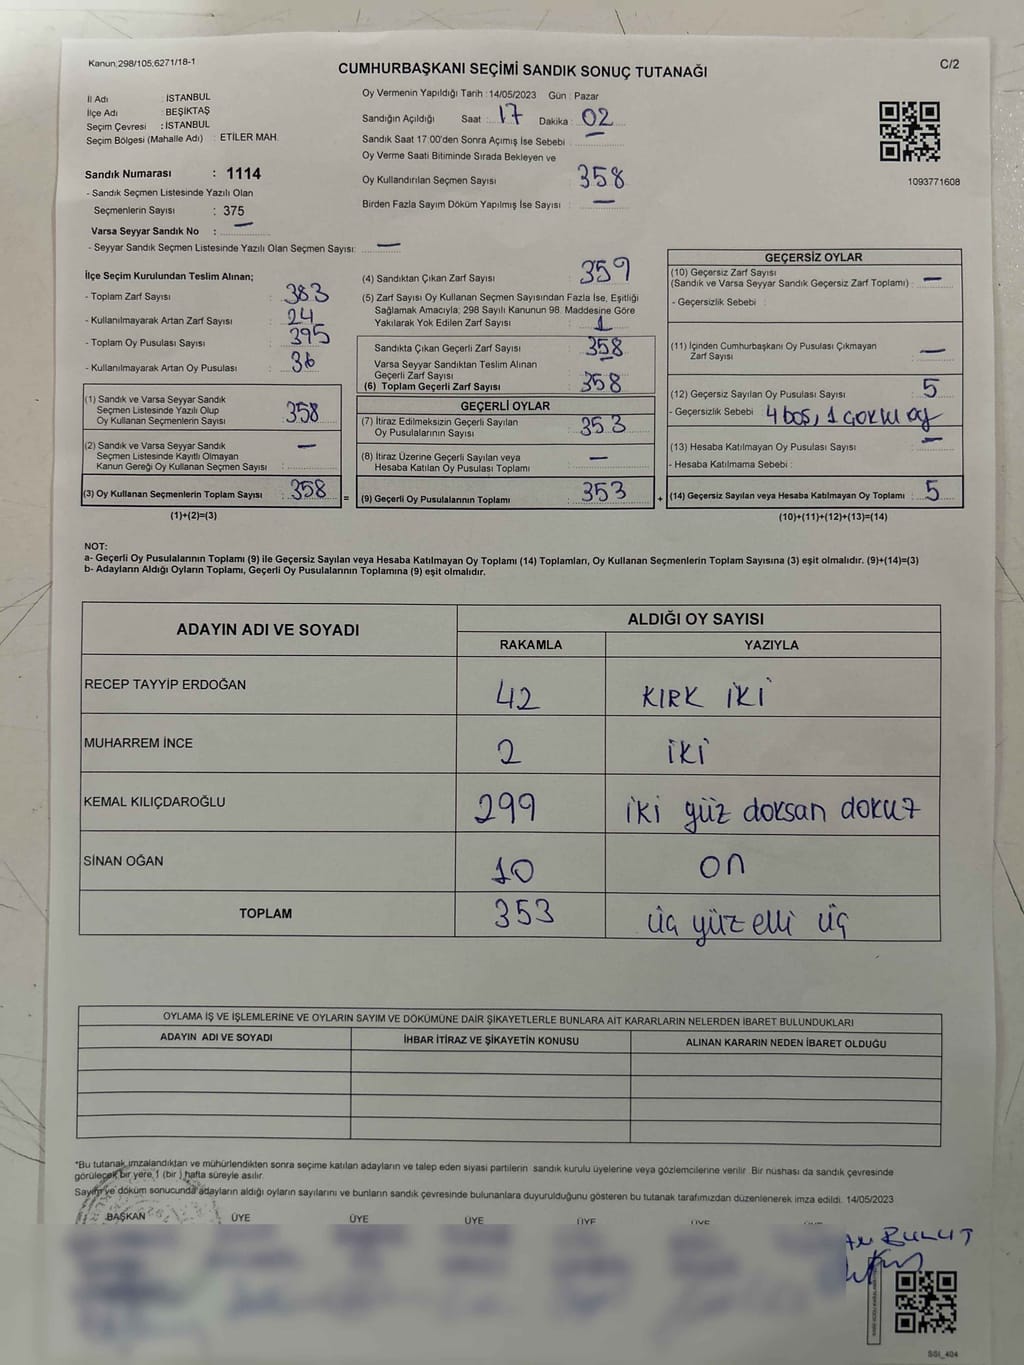 Kanun:298/105,6271/18-1
CUMHURBAŞKANI SEÇİMİ SANDIK SONUÇ TUTANAĞI
C/2
İl Adı : İSTANBUL
İlçe Adı : BEŞİKTAŞ
Seçim Çevresi : İSTANBUL
Seçim Bölgesi (Mahalle Adı) : ETİLER MAH.
Sandık Numarası : 1114
- Sandık Seçmen Listesinde Yazılı Olan
Seçmenlerin Sayısı : 375
Varsa Seyyar Sandık No : —
- Seyyar Sandık Seçmen Listesinde Yazılı Olan Seçmen Sayısı: —
Oy Vermenin Yapıldığı Tarih : 14/05/2023 Gün : Pazar
Sandığın Açıldığı Saat : 17 Dakika : 02
Sandık Saat 17:00'den Sonra Açımış İse Sebebi : —
Oy Verme Saati Bitiminde Sırada Bekleyen ve
Oy Kullandırılan Seçmen Sayısı : 358
Birden Fazla Sayım Döküm Yapılmış İse Sayısı : —
1093771608
İlçe Seçim Kurulundan Teslim Alınan;
- Toplam Zarf Sayısı : 383
- Kullanılmayarak Artan Zarf Sayısı : 24
- Toplam Oy Pusulası Sayısı : 395
- Kullanılmayarak Artan Oy Pusulası : 36
(1) Sandık ve Varsa Seyyar Sandık
Seçmen Listesinde Yazılı Olup
Oy Kullanan Seçmen Sayısı : 358
(2) Sandık ve Varsa Seyyar Sandık
Seçmen Listesinde Kayıtlı Olmayan
Kanun Gereği Oy Kullanan Seçmen Sayısı : —
(3) Oy Kullanan Seçmenlerin Toplam Sayısı : 358 =
(1)+(2)=(3)
(4) Sandıktan Çıkan Zarf Sayısı : 359
(5) Zarf Sayısı Oy Kullanan Seçmen Sayısından Fazla İse, Eşitliği
Sağlamak Amacıyla; 298 Sayılı Kanunun 98. Maddesine Göre
Yakılarak Yok Edilen Zarf Sayısı : 1
Sandıkta Çıkan Geçerli Zarf Sayısı : 358
Varsa Seyyar Sandıktan Teslim Alınan
Geçerli Zarf Sayısı : —
(6) Toplam Geçerli Zarf Sayısı : 358
GEÇERLİ OYLAR
(7) İtiraz Edilmeksizin Geçerli Sayılan
Oy Pusulalarının Sayısı : 353
(8) İtiraz Üzerine Geçerli Sayılan veya
Hesaba Katılan Oy Pusulası Toplamı : —
(9) Geçerli Oy Pusulalarının Toplamı : 353 +
GEÇERSİZ OYLAR
(10) Geçersiz Zarf Sayısı
(Sandık ve Varsa Seyyar Sandık Geçersiz Zarf Toplamı) : —
- Geçersizlik Sebebi :
(11) İçinden Cumhurbaşkanı Oy Pusulası Çıkmayan
Zarf Sayısı : —
(12) Geçersiz Sayılan Oy Pusulası Sayısı : 5
- Geçersizlik Sebebi : 4 boş, 1 çoklu oy
(13) Hesaba Katılmayan Oy Pusulası Sayısı : —
- Hesaba Katılmama Sebebi :
(14) Geçersiz Sayılan veya Hesaba Katılmayan Oy Toplamı : 5
(10)+(11)+(12)+(13)=(14)
NOT:
a- Geçerli Oy Pusulalarının Toplamı (9) ile Geçersiz Sayılan veya Hesaba Katılmayan Oy Toplamı (14) Toplamları, Oy Kullanan Seçmenlerin Toplam Sayısına (3) eşit olmalıdır. (9)+(14)=(3)
b- Adayların Aldığı Oyların Toplamı, Geçerli Oy Pusulalarının Toplamına (9) eşit olmalıdır.
ADAYIN ADI VE SOYADI
ALDIĞI OY SAYISI
RAKAMLA YAZIYLA
RECEP TAYYİP ERDOĞAN 42 KIRK İKİ
MUHARREM İNCE 2 İKİ
KEMAL KILIÇDAROĞLU 299 iki yüz doksan dokuz
SİNAN OĞAN 10 on
TOPLAM 353 üç yüz elli üç
OYLAMA İŞ VE İŞLEMLERİNE VE OYLARIN SAYIM VE DÖKÜMÜNE DAİR ŞİKAYETLERLE BUNLARA AİT KARARLARIN NELERDEN İBARET BULUNDUKLARI
ADAYIN ADI VE SOYADI İHBAR İTİRAZ VE ŞİKAYETİN KONUSU ALINAN KARARIN NEDEN İBARET OLDUĞU
*Bu tutanak imzalandıktan ve mühürlendikten sonra seçime katılan adayların ve talep eden siyasi partilerin sandık kurulu üyelerine veya gözlemcilerine verilir. Bir nüshası da sandık çevresinde
görülecek bir yere 1 (bir) hafta süreyle asılır.
Sayım ve döküm sonucunda adayların aldığı oyların sayılarını ve bunların sandık çevresinde bulunanlara duyurulduğunu gösteren bu tutanak tarafımızdan düzenlenerek imza edildi. 14/05/2023
BAŞKAN ÜYE ÜYE ÜYE ÜYE ÜYE
BULUT
SSI_404